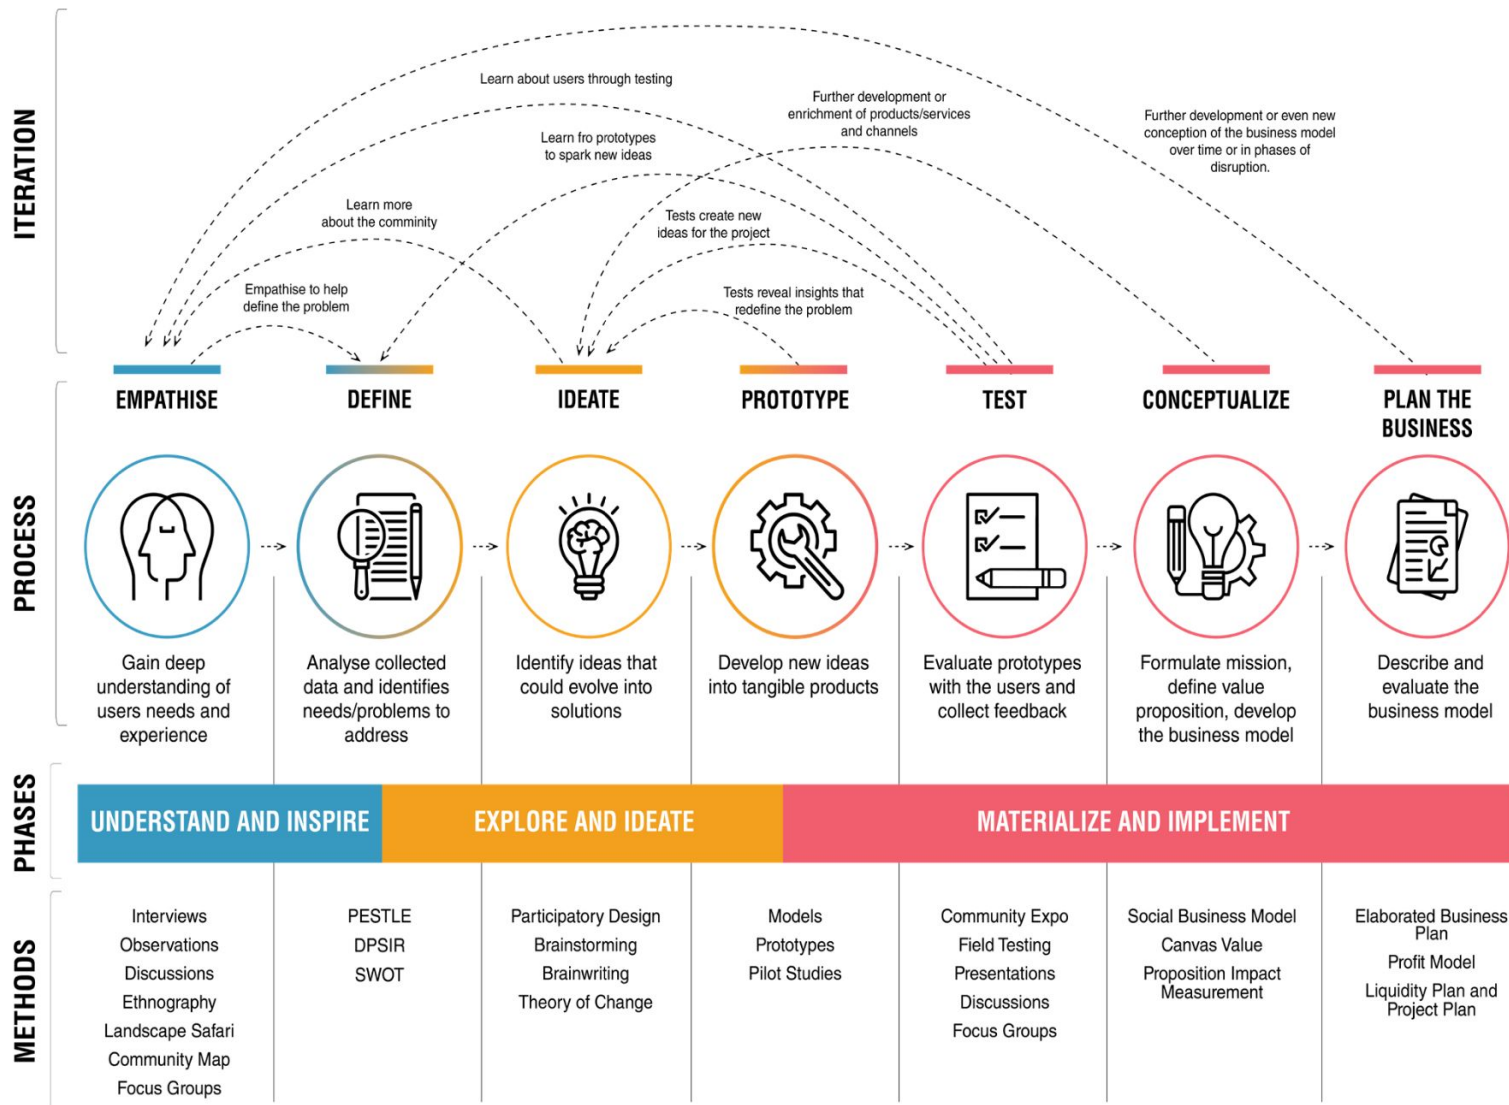 ITERATION
Learn about users through testing
Further development or
enrichment of products/services
and channels
Further development or even new
conception of the business model
over time or in phases of
disruption.
Learn fro prototypes
to spark new ideas
Learn more
about the comminity
Tests create new
ideas for the project
Empathise to help
define the problem
Tests reveal insights that
redefine the problem
PROCESS
EMPATHISE
DEFINE
IDEATE
PROTOTYPE
TEST
CONCEPTUALIZE
PLAN THE
BUSINESS
Gain deep
understanding of
users needs and
experience
Analyse collected
data and identifies
needs/problems to
address
Identify ideas that
could evolve into
solutions
Develop new ideas
into tangible products
Evaluate prototypes
with the users and
collect feedback
Formulate mission,
define value
proposition, develop
the business model
Describe and
evaluate the
business model
PHASES
UNDERSTAND AND INSPIRE
EXPLORE AND IDEATE
MATERIALIZE AND IMPLEMENT
METHODS
Interviews
Observations
Discussions
Ethnography
Landscape Safari
Community Map
Focus Groups
PESTLE
DPSIR
SWOT
Participatory Design
Brainstorming
Brainwriting
Theory of Change
Models
Prototypes
Pilot Studies
Community Expo
Field Testing
Presentations
Discussions
Focus Groups
Social Business Model
Canvas Value
Proposition Impact
Measurement
Elaborated Business
Plan
Profit Model
Liquidity Plan and
Project Plan